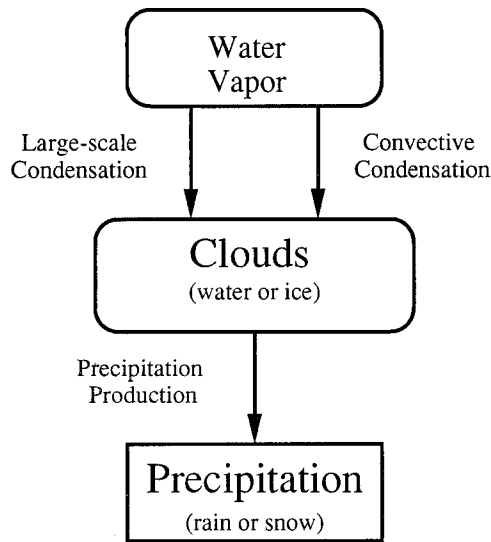 Water
Vapor
Large-scale
Condensation
Convective
Condensation
Clouds
(water or ice)
Precipitation
Production
Precipitation
(rain or snow)